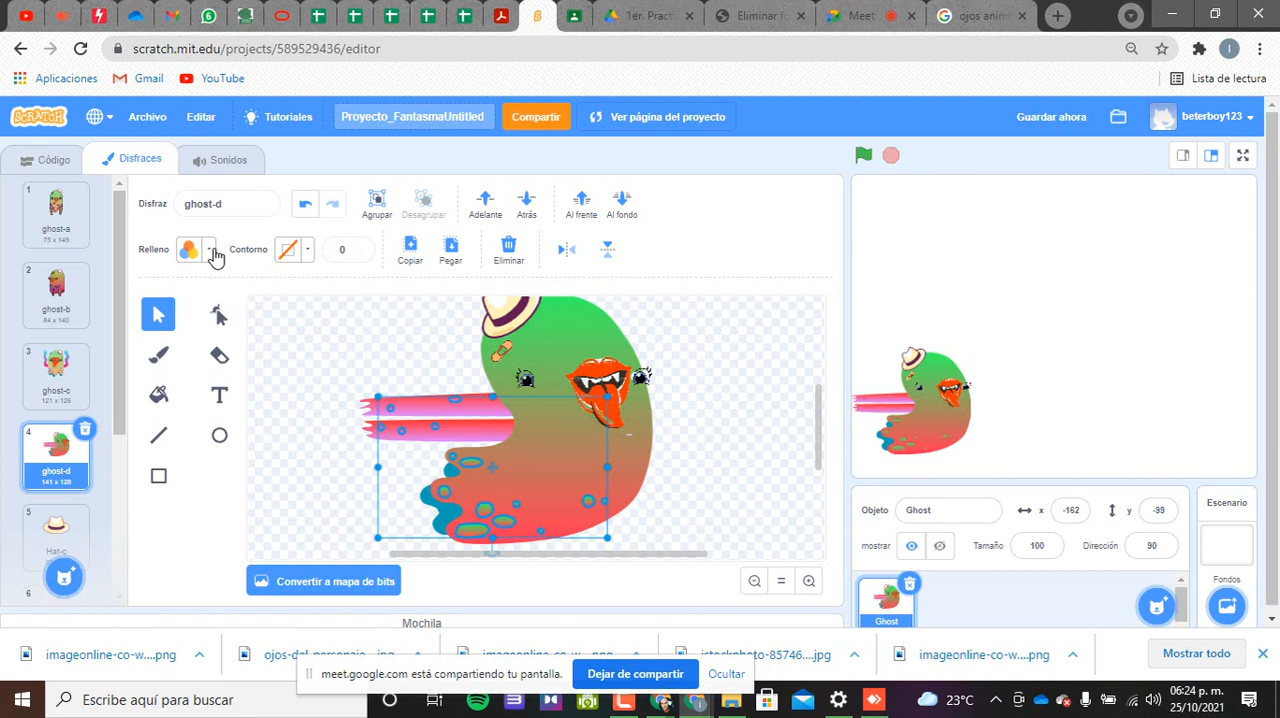 1er. Pract
Eliminar fo
Meet
ojos anim
scratch.mit.edu/projects/589529436/editor
Aplicaciones
Gmail
YouTube
Lista de lectura
SCRATCH
Archivo
Editar
Tutoriales
Proyecto_FantasmaUntitled
Compartir
Ver página del proyecto
Guardar ahora
beterboy123
Código
Disfraces
Sonidos
Disfraz
ghost-d
Agrupar
Desagrupar
Adelante
Atrás
Al frente
Al fondo
Relleno
Contorno
0
Copiar
Pegar
Eliminar
1
ghost-a
75 x 149
2
ghost-b
84 x 140
3
ghost-c
121 x 126
4
ghost-d
141 x 128
5
Hat-c
6
Convertir a mapa de bits
Mochila
Objeto
Ghost
x
-162
y
-99
mostrar
Tamaño
100
Dirección
90
Ghost
Escenario
Fondos
imageonline-co-w....png
ojos-del-personaje
imageonline-co-w....png
istockphoto-85746....jpg
imageonline-co-w....png
Mostrar todo
meet.google.com está compartiendo tu pantalla.
Dejar de compartir
Ocultar
Escribe aquí para buscar
23°C
06:24 p. m.
25/10/2021